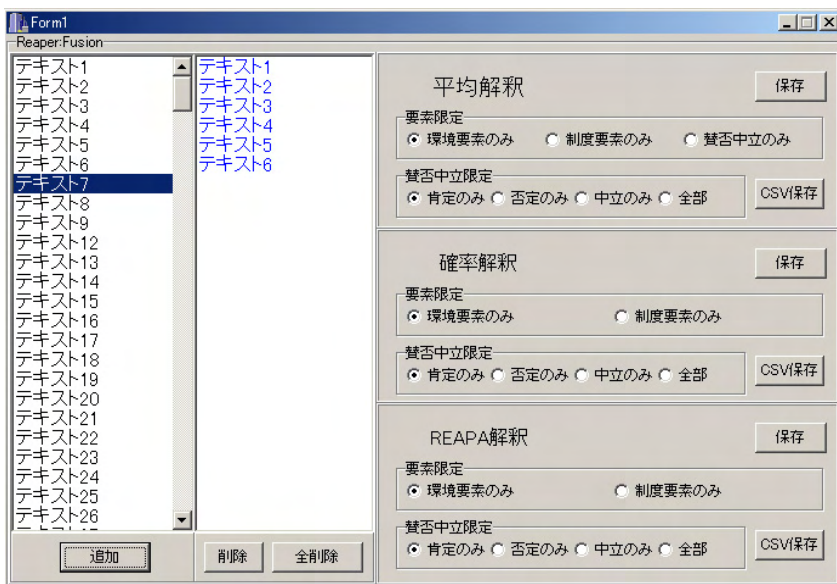 Form1
Reaper:Fusion
テキスト1
テキスト2
テキスト3
テキスト4
テキスト5
テキスト6
テキスト7
テキスト8
テキスト9
テキスト12
テキスト13
テキスト14
テキスト15
テキスト16
テキスト17
テキスト18
テキスト19
テキスト20
テキスト21
テキスト22
テキスト23
テキスト24
テキスト25
テキスト26
追加
テキスト1
テキスト2
テキスト3
テキスト4
テキスト5
テキスト6
削除 全削除
平均解釈 保存
要素限定
環境要素のみ 制度要素のみ 賛否中立のみ
賛否中立限定
肯定のみ 否定のみ 中立のみ 全部 CSV保存
確率解釈 保存
要素限定
環境要素のみ 制度要素のみ
賛否中立限定
肯定のみ 否定のみ 中立のみ 全部 CSV保存
REAPA解釈 保存
要素限定
環境要素のみ 制度要素のみ
賛否中立限定
肯定のみ 否定のみ 中立のみ 全部 CSV保存